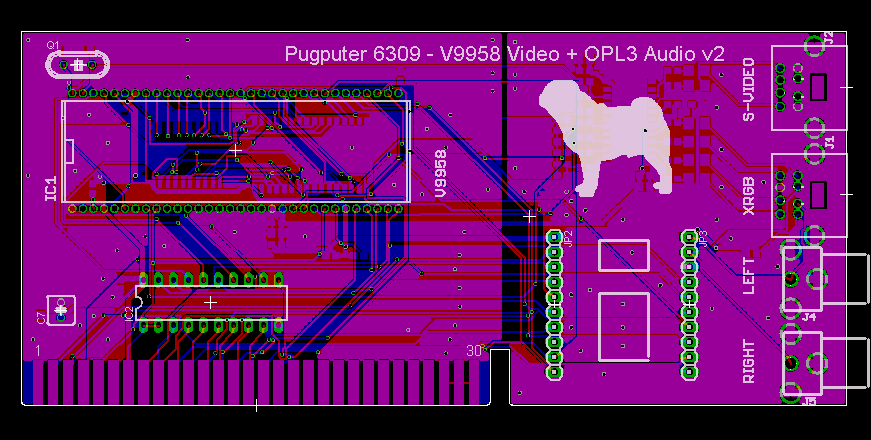 Q1
Pugputer 6309 - V9958 Video + OPL3 Audio v2
J2
S-VIDEO
J1
IC1
V9958
XRGB
JP2
JP3
LEFT
IC2
C7
J4
1
30
RIGHT
J5